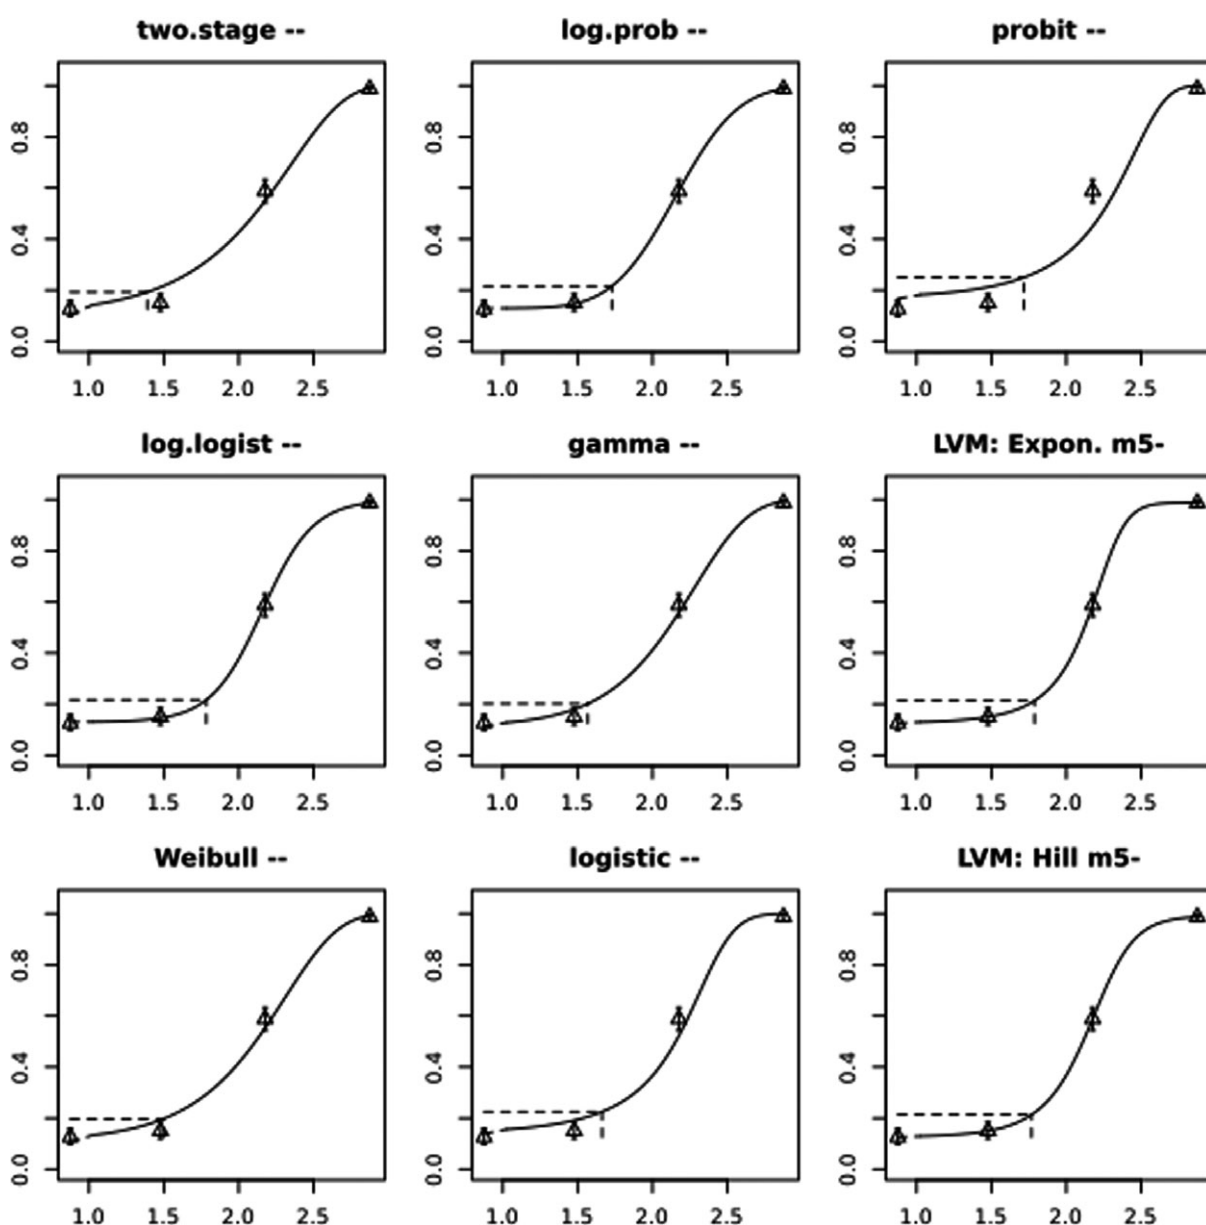 two.stage --
log.prob --
probit --
0.0 0.4 0.8
1.0 1.5 2.0 2.5
0.0 0.4 0.8
1.0 1.5 2.0 2.5
0.0 0.4 0.8
1.0 1.5 2.0 2.5
log.logist --
gamma --
LVM: Expon. m5-
0.0 0.4 0.8
1.0 1.5 2.0 2.5
0.0 0.4 0.8
1.0 1.5 2.0 2.5
0.0 0.4 0.8
1.0 1.5 2.0 2.5
Weibull --
logistic --
LVM: Hill m5-
0.0 0.4 0.8
1.0 1.5 2.0 2.5
0.0 0.4 0.8
1.0 1.5 2.0 2.5
0.0 0.4 0.8
1.0 1.5 2.0 2.5